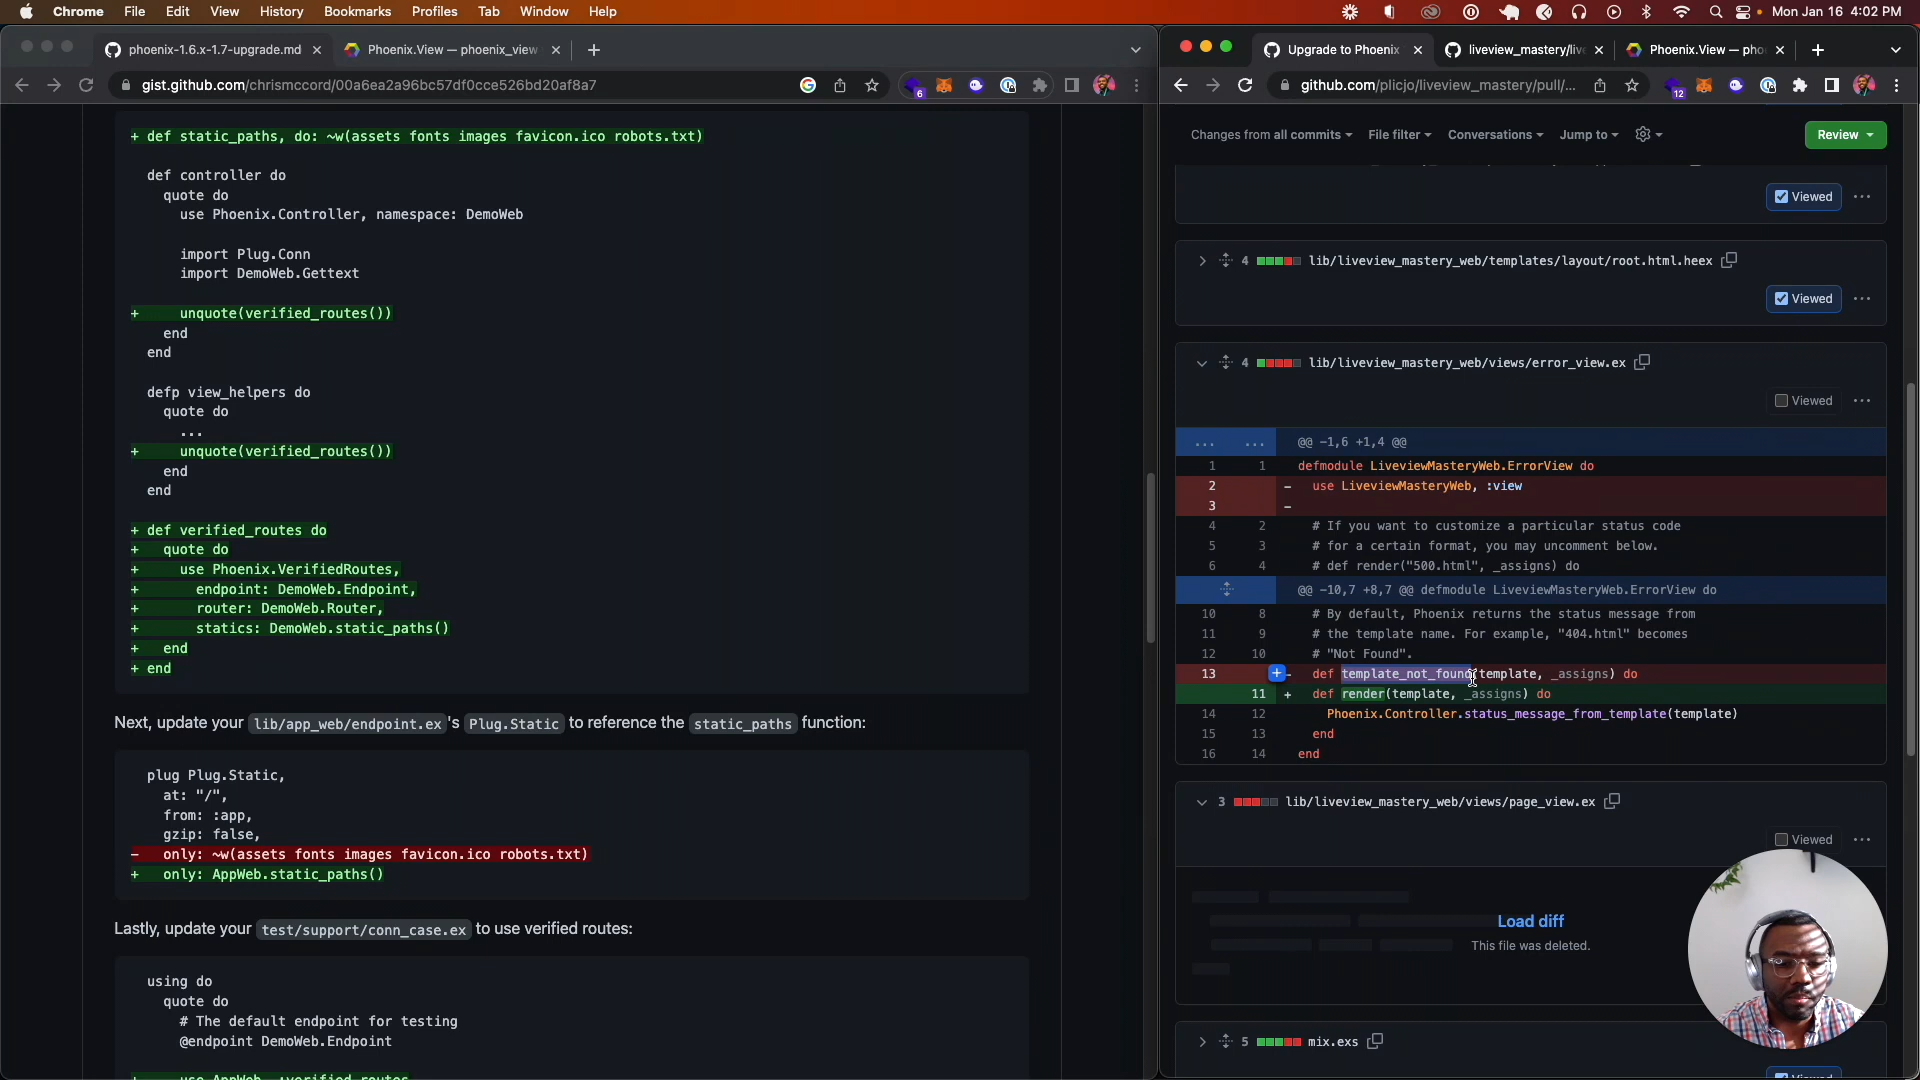 Chrome File Edit View History Bookmarks Profiles Tab Window Help
Mon Jan 16 4:02 PM
phoenix-1.6.x-1.7-upgrade.md
Phoenix.View — phoenix_view
gist.github.com/chrismccord/00a6ea2a96bc57df0cce526bd20af8a7
6
+ def static_paths, do: ~w(assets fonts images favicon.ico robots.txt)
def controller do
quote do
use Phoenix.Controller, namespace: DemoWeb
import Plug.Conn
import DemoWeb.Gettext
+ unquote(verified_routes())
end
end
defp view_helpers do
quote do
...
+ unquote(verified_routes())
end
end
+ def verified_routes do
+ quote do
+ use Phoenix.VerifiedRoutes,
+ endpoint: DemoWeb.Endpoint,
+ router: DemoWeb.Router,
+ statics: DemoWeb.static_paths()
+ end
+ end
Next, update your lib/app_web/endpoint.ex's Plug.Static to reference the static_paths function:
plug Plug.Static,
at: "/",
from: :app,
gzip: false,
- only: ~w(assets fonts images favicon.ico robots.txt)
+ only: AppWeb.static_paths()
Lastly, update your test/support/conn_case.ex to use verified routes:
using do
quote do
# The default endpoint for testing
@endpoint DemoWeb.Endpoint
+ use AppWeb, :verified_routes
Upgrade to Phoenix
liveview_mastery/live
Phoenix.View — pho
github.com/plicjo/liveview_mastery/pull/...
12
Changes from all commits File filter Conversations Jump to Review
Viewed ...
4 lib/liveview_mastery_web/templates/layout/root.html.heex
Viewed ...
4 lib/liveview_mastery_web/views/error_view.ex
Viewed ...
... ... @@ -1,6 +1,4 @@
1 1 defmodule LiveviewMasteryWeb.ErrorView do
2 - use LiveviewMasteryWeb, :view
3 -
4 2 # If you want to customize a particular status code
5 3 # for a certain format, you may uncomment below.
6 4 # def render("500.html", _assigns) do
@@ -10,7 +8,7 @@ defmodule LiveviewMasteryWeb.ErrorView do
10 8 # By default, Phoenix returns the status message from
11 9 # the template name. For example, "404.html" becomes
12 10 # "Not Found".
13 - def template_not_found(template, _assigns) do
11 + def render(template, _assigns) do
14 12 Phoenix.Controller.status_message_from_template(template)
15 13 end
16 14 end
3 lib/liveview_mastery_web/views/page_view.ex
Viewed ...
Load diff
This file was deleted.
5 mix.exs